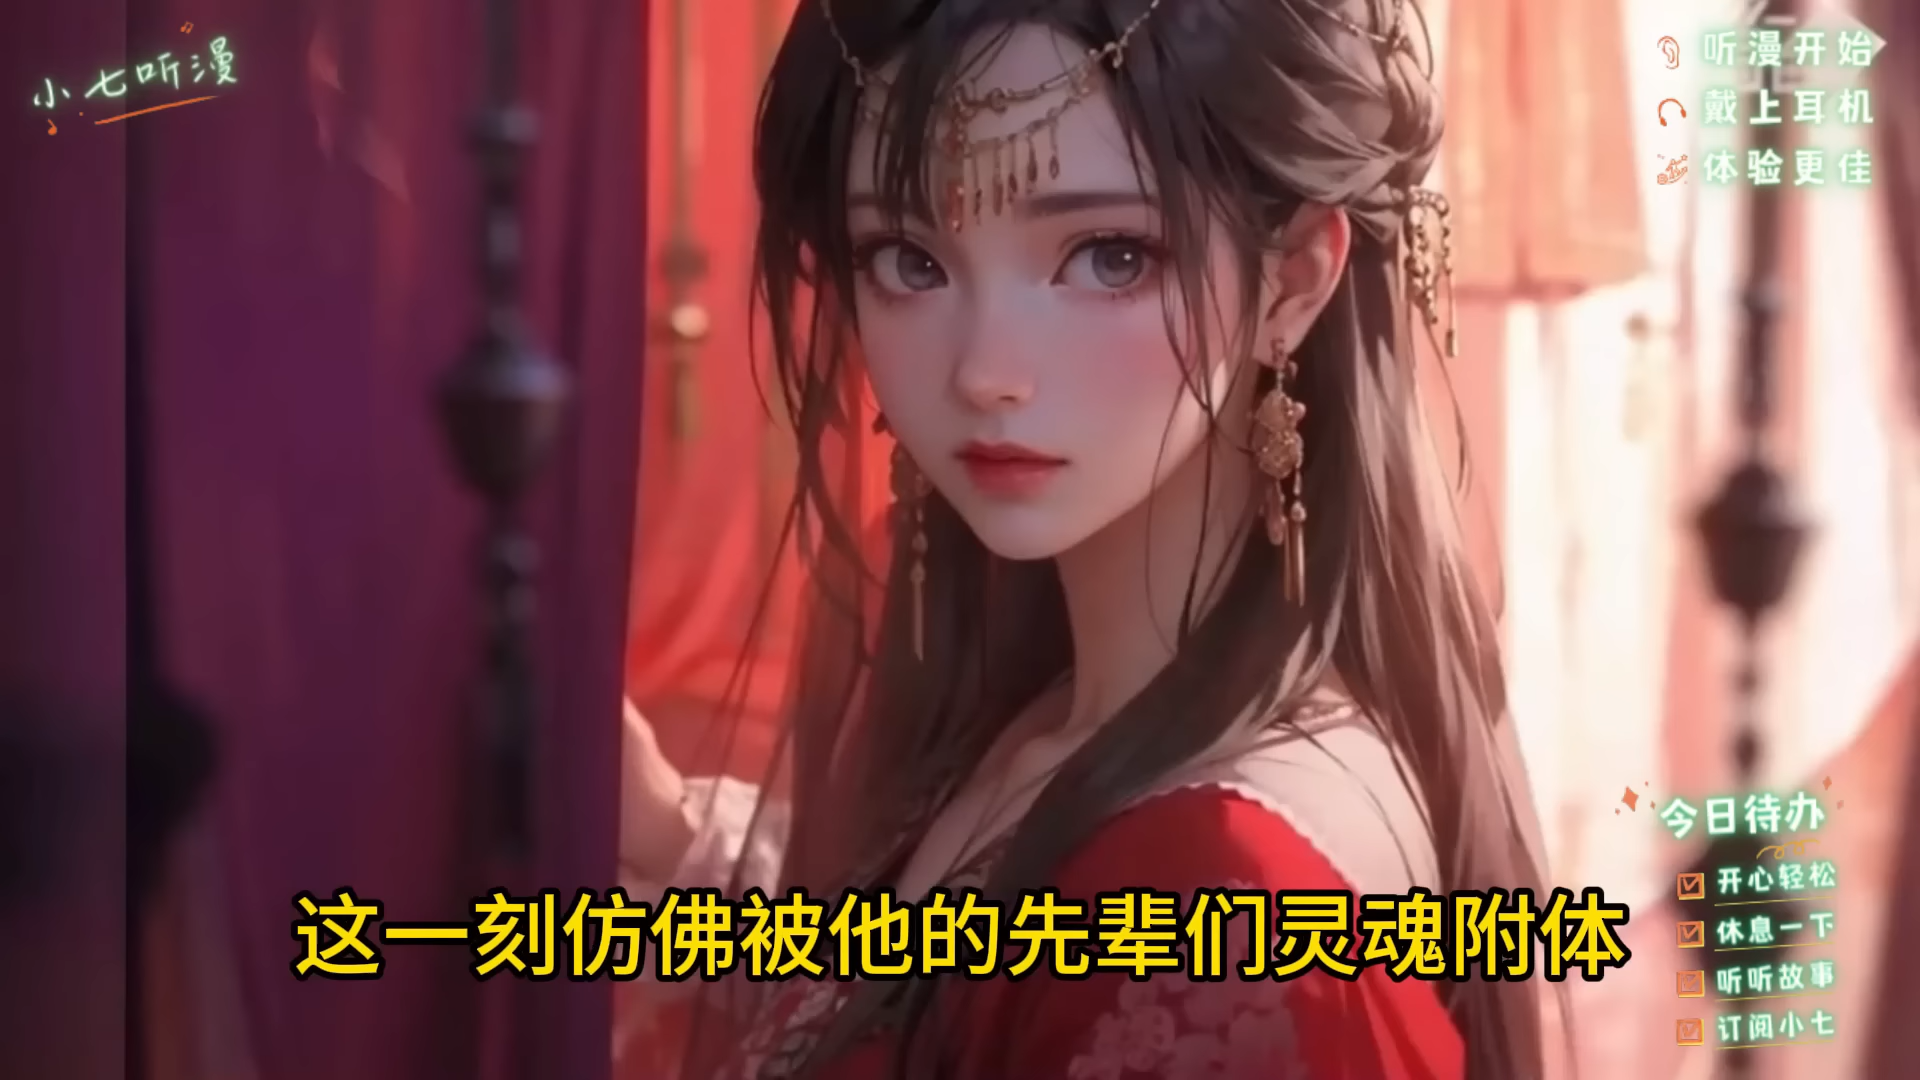 小七听漫
听漫开始
戴上耳机
体验更佳
今日待办
开心轻松
休息一下
听听故事
订阅小七
这一刻仿佛被他的先辈们灵魂附体